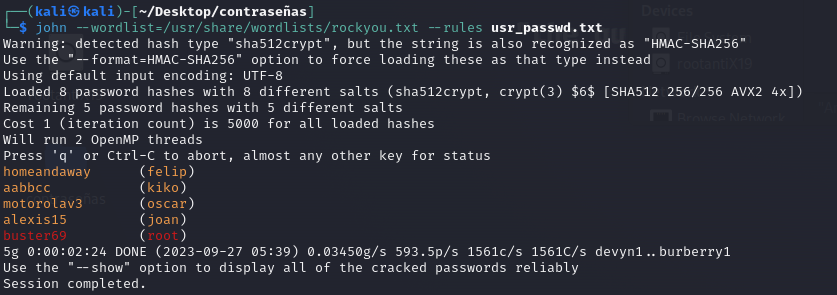 ┌──(kali㉿kali)-[~/Desktop/contraseñas]
└─$ john --wordlist=/usr/share/wordlists/rockyou.txt --rules usr_passwd.txt
Warning: detected hash type "sha512crypt", but the string is also recognized as "HMAC-SHA256"
Use the "--format=HMAC-SHA256" option to force loading these as that type instead
Using default input encoding: UTF-8
Loaded 8 password hashes with 8 different salts (sha512crypt, crypt(3) $6$ [SHA512 256/256 AVX2 4x])
Remaining 5 password hashes with 5 different salts
Cost 1 (iteration count) is 5000 for all loaded hashes
Will run 2 OpenMP threads
Press 'q' or Ctrl-C to abort, almost any other key for status
homeandaway      (felip)
aabbcc           (kiko)
motorolav3       (oscar)
alexis15         (joan)
buster69         (root)
5g 0:00:02:24 DONE (2023-09-27 05:39) 0.03450g/s 593.5p/s 1561c/s 1561C/s devyn1..burberry1
Use the "--show" option to display all of the cracked passwords reliably
Session completed.
Devices